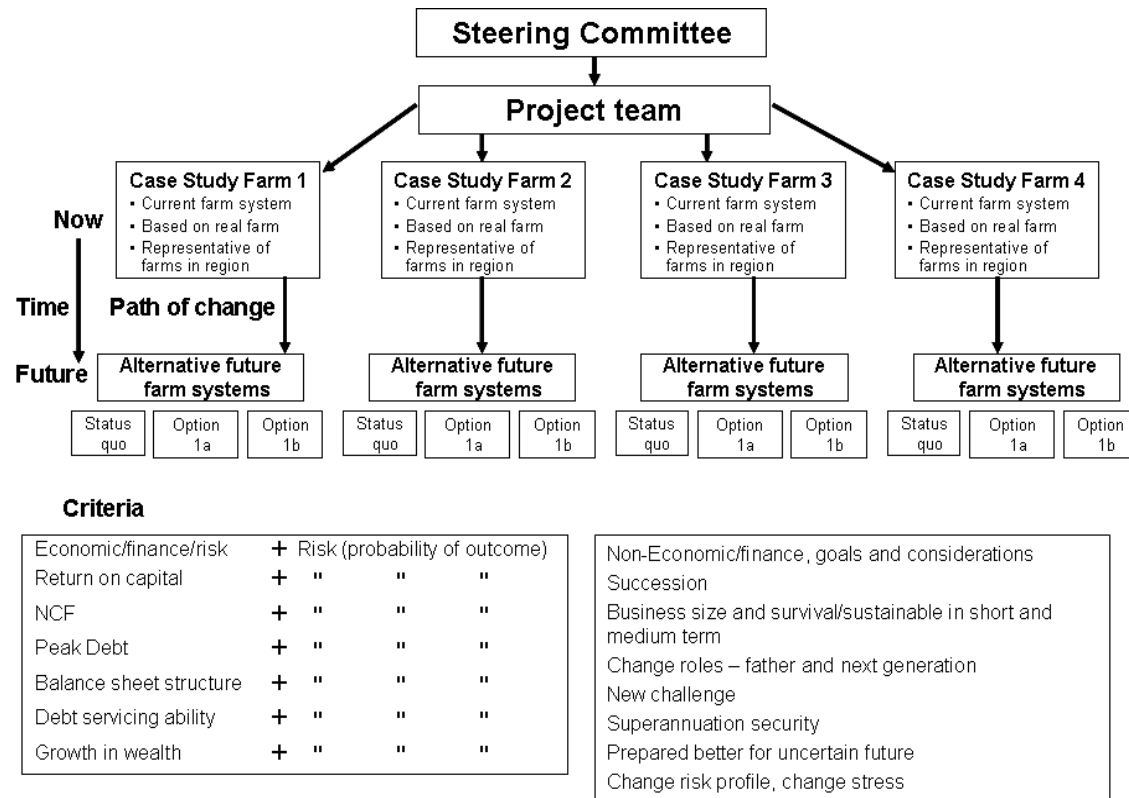 Steering Committee
Project team
Case Study Farm 1
▪ Current farm system
▪ Based on real farm
▪ Representative of
farms in region
Case Study Farm 2
▪ Current farm system
▪ Based on real farm
▪ Representative of
farms in region
Case Study Farm 3
▪ Current farm system
▪ Based on real farm
▪ Representative of
farms in region
Case Study Farm 4
▪ Current farm system
▪ Based on real farm
▪ Representative of
farms in region
Now
Time
Future
Path of change
Alternative future
farm systems
Alternative future
farm systems
Alternative future
farm systems
Alternative future
farm systems
Status
quo
Option
1a
Option
1b
Status
quo
Option
1a
Option
1b
Status
quo
Option
1a
Option
1b
Status
quo
Option
1a
Option
1b
Criteria
Economic/finance/risk + Risk (probability of outcome)
Return on capital + " " "
NCF + " " "
Peak Debt + " " "
Balance sheet structure + " " "
Debt servicing ability + " " "
Growth in wealth + " " "
Non-Economic/finance, goals and considerations
Succession
Business size and survival/sustainable in short and
medium term
Change roles – father and next generation
New challenge
Superannuation security
Prepared better for uncertain future
Change risk profile, change stress